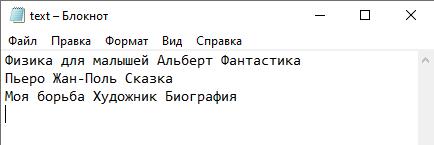 text – Блокнот
Файл Правка Формат Вид Справка
Физика для малышей Альберт Фантастика
Пьеро Жан-Поль Сказка
Моя борьба Художник Биография